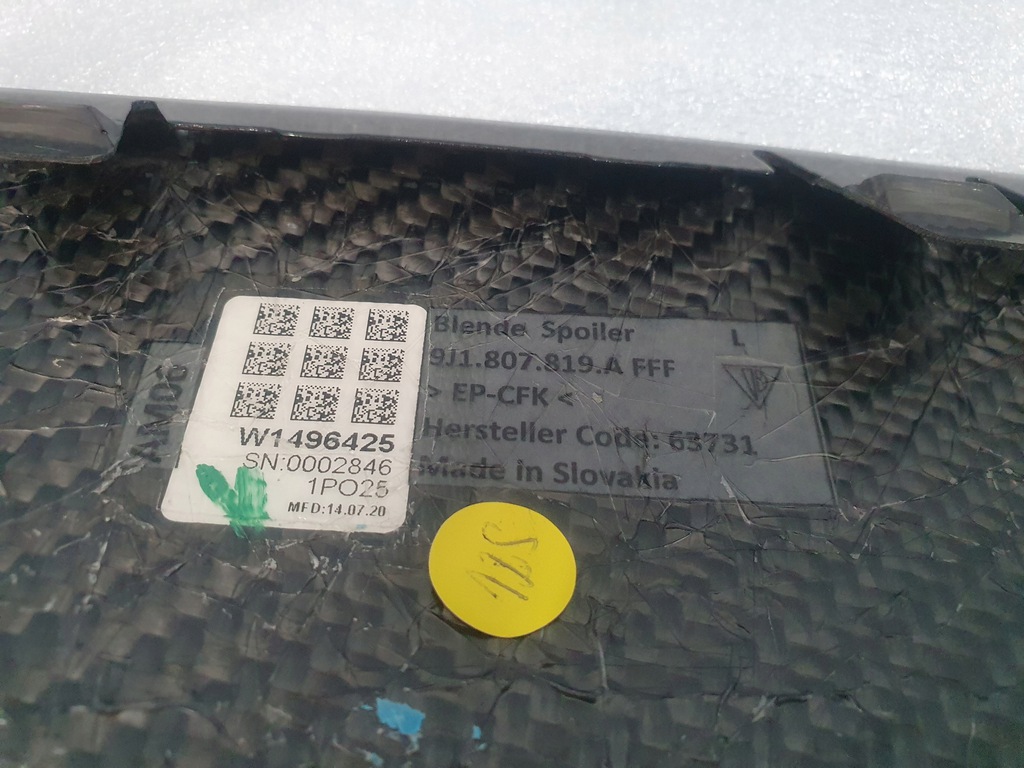 Blende Spoiler L
9J1.807.819.A FFF
> EP-CFK <
Hersteller Code: 63731
Made in Slovakia
W1496425
SN:0002846
1PO25
MFD:14.07.20